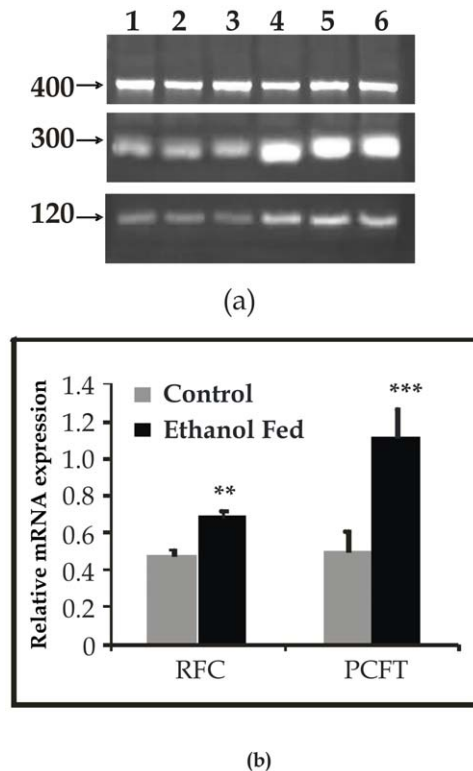 1 2 3 4 5 6
400→
300→
120→
(a)
Relative mRNA expression
1.4
1.2
1.0
0.8
0.6
0.4
0.2
0
Control
Ethanol Fed
**
***
RFC PCFT
(b)